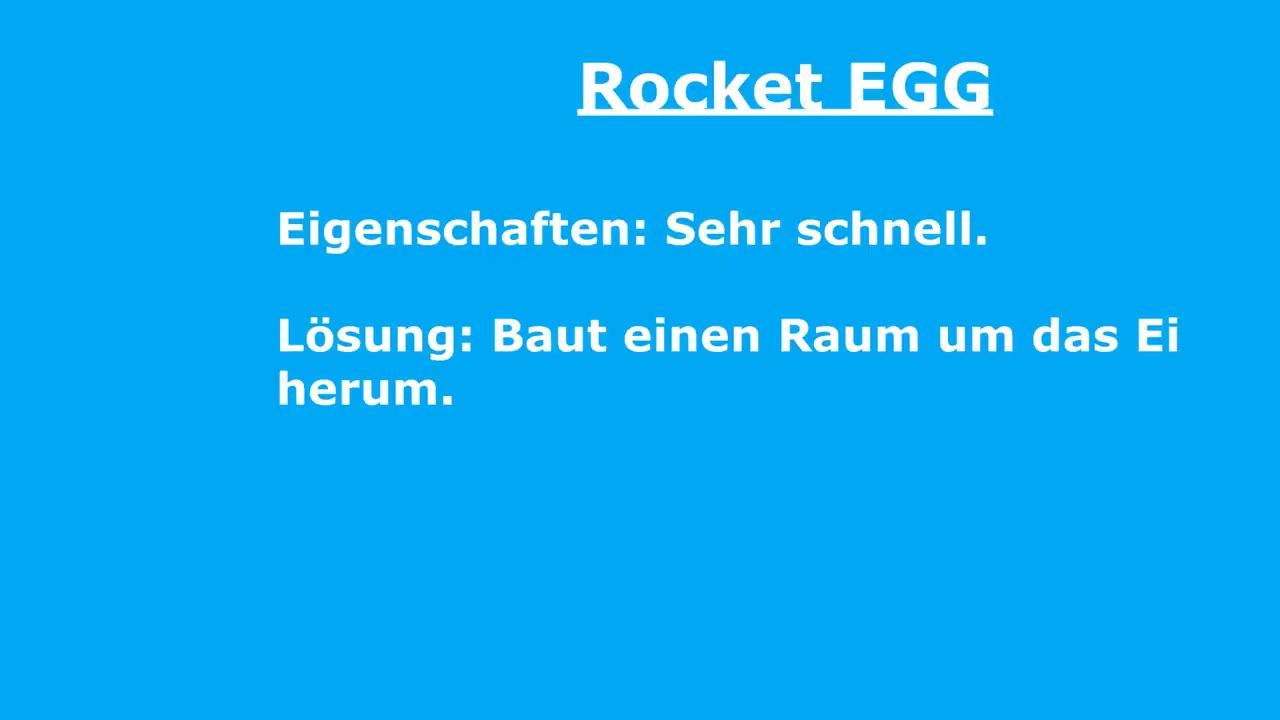 Rocket EGG
Eigenschaften: Sehr schnell.
Lösung: Baut einen Raum um das Ei
herum.